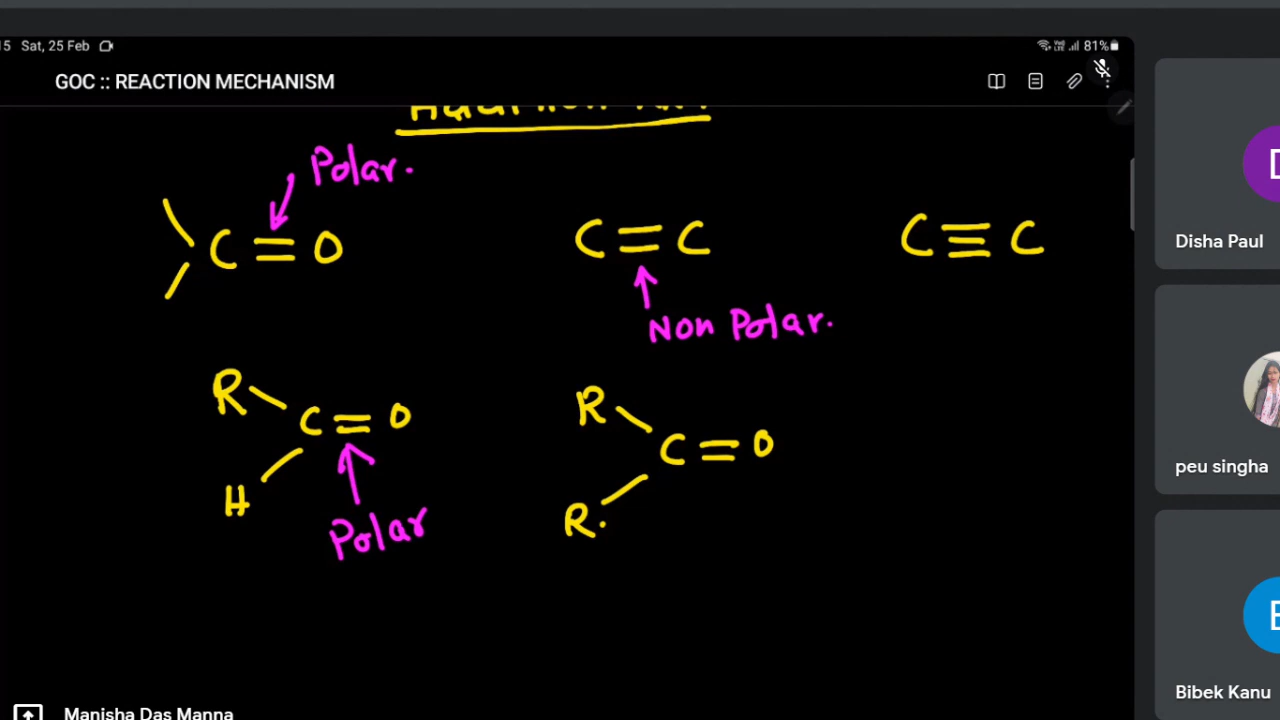 15 Sat, 25 Feb
81%
GOC :: REACTION MECHANISM
Polar.
C = O
C = C
C ≡ C
Non Polar.
R
C = O
H
Polar
R
C = O
R.
Disha Paul
peu singha
Bibek Kanu
Manisha Das Manna